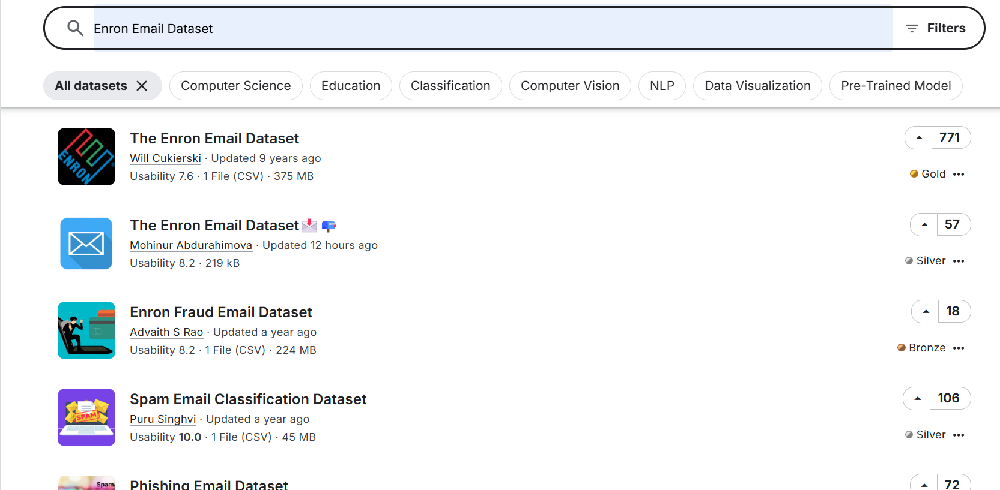 Enron Email Dataset
Filters
All datasets
Computer Science
Education
Classification
Computer Vision
NLP
Data Visualization
Pre-Trained Model
ENRON
The Enron Email Dataset
771
Will Cukierski · Updated 9 years ago
Usability 7.6 · 1 File (CSV) · 375 MB
Gold
The Enron Email Dataset📩 📪
57
Mohinur Abdurahimova · Updated 12 hours ago
Usability 8.2 · 219 kB
Silver
Enron Fraud Email Dataset
18
Advaith S Rao · Updated a year ago
Usability 8.2 · 1 File (CSV) · 224 MB
Bronze
SPAM
Spam Email Classification Dataset
106
Puru Singhvi · Updated a year ago
Usability 10.0 · 1 File (CSV) · 45 MB
Silver
Phishing Email Dataset
72